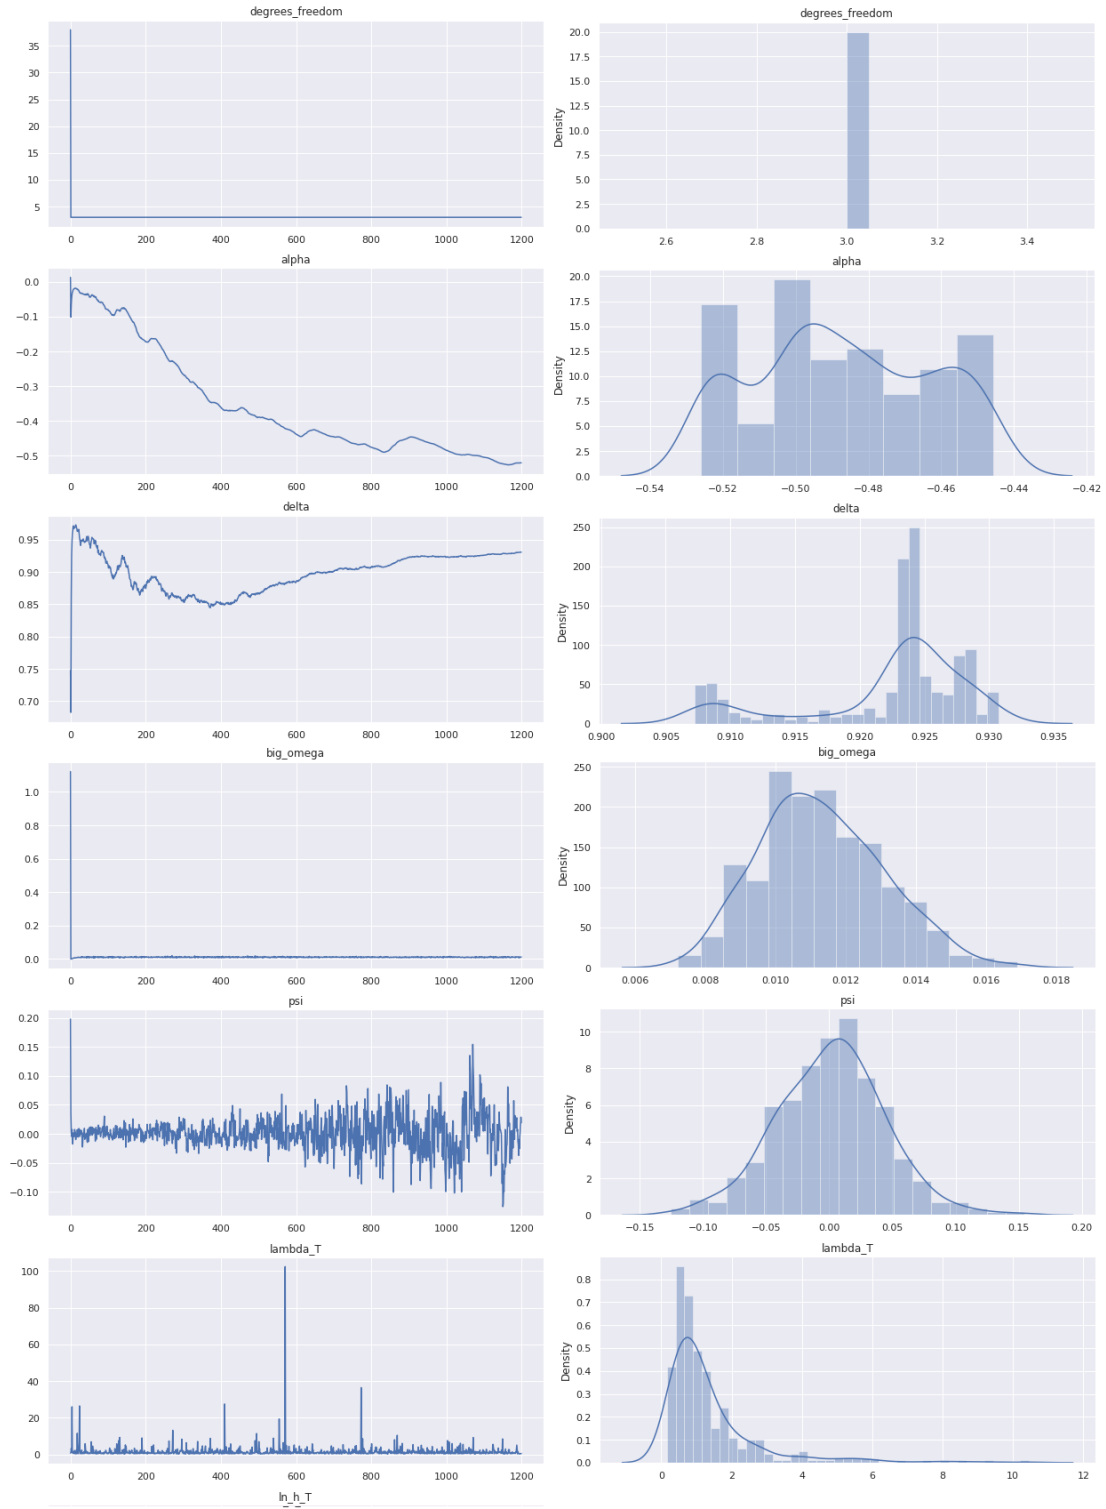 degrees_freedom
35
30
25
20
15
10
5
0 200 400 600 800 1000 1200
degrees_freedom
Density
20.0
17.5
15.0
12.5
10.0
7.5
5.0
2.5
0.0
2.6 2.8 3.0 3.2 3.4
alpha
0.0
−0.1
−0.2
−0.3
−0.4
−0.5
0 200 400 600 800 1000 1200
alpha
Density
20.0
17.5
15.0
12.5
10.0
7.5
5.0
2.5
0.0
−0.54 −0.52 −0.50 −0.48 −0.46 −0.44 −0.42
delta
0.95
0.90
0.85
0.80
0.75
0.70
0 200 400 600 800 1000 1200
delta
Density
250
200
150
100
50
0
0.900 0.905 0.910 0.915 0.920 0.925 0.930 0.935
big_omega
1.0
0.8
0.6
0.4
0.2
0.0
0 200 400 600 800 1000 1200
big_omega
Density
250
200
150
100
50
0
0.006 0.008 0.010 0.012 0.014 0.016 0.018
psi
0.20
0.15
0.10
0.05
0.00
−0.05
−0.10
0 200 400 600 800 1000 1200
psi
Density
10
8
6
4
2
0
−0.15 −0.10 −0.05 0.00 0.05 0.10 0.15 0.20
lambda_T
100
80
60
40
20
0
0 200 400 600 800 1000 1200
lambda_T
Density
0.8
0.7
0.6
0.5
0.4
0.3
0.2
0.1
0.0
0 2 4 6 8 10 12
ln_h_T